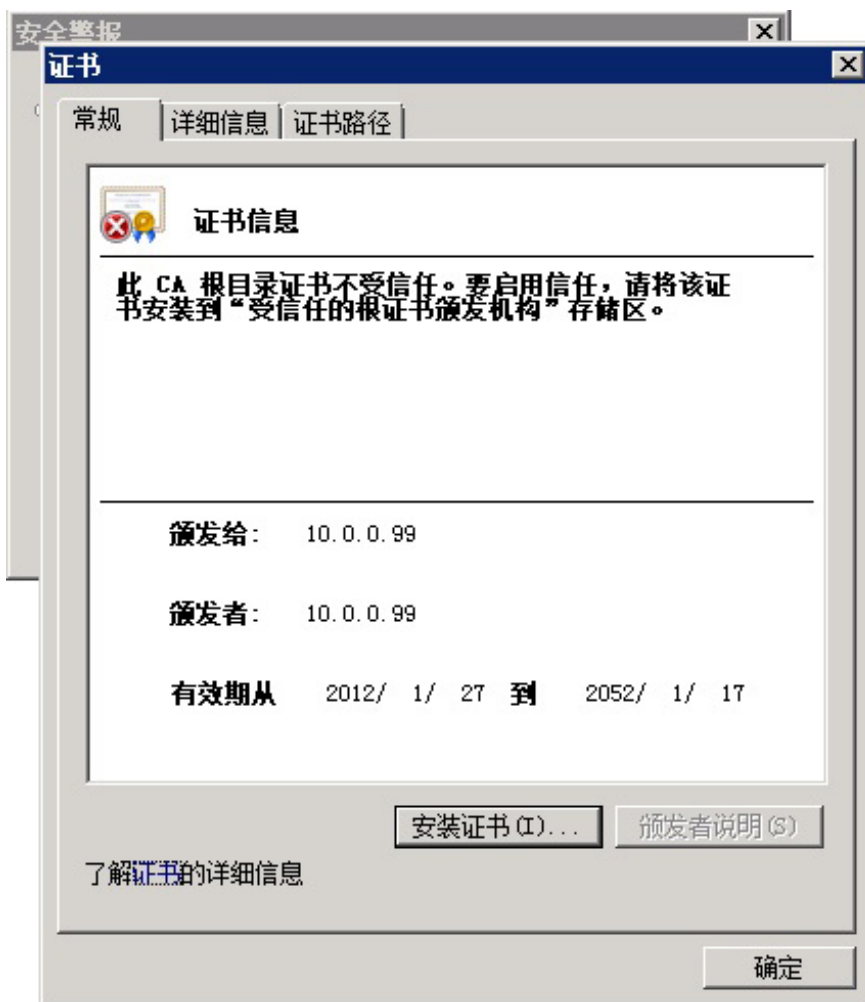 安全警报
证书
常规 详细信息 证书路径
证书信息
此 CA 根目录证书不受信任。要启用信任，请将该证
书安装到“受信任的根证书颁发机构”存储区。
颁发给: 10.0.0.99
颁发者: 10.0.0.99
有效期从 2012/ 1/ 27 到 2052/ 1/ 17
安装证书(I)... 颁发者说明(S)
了解证书的详细信息
确定